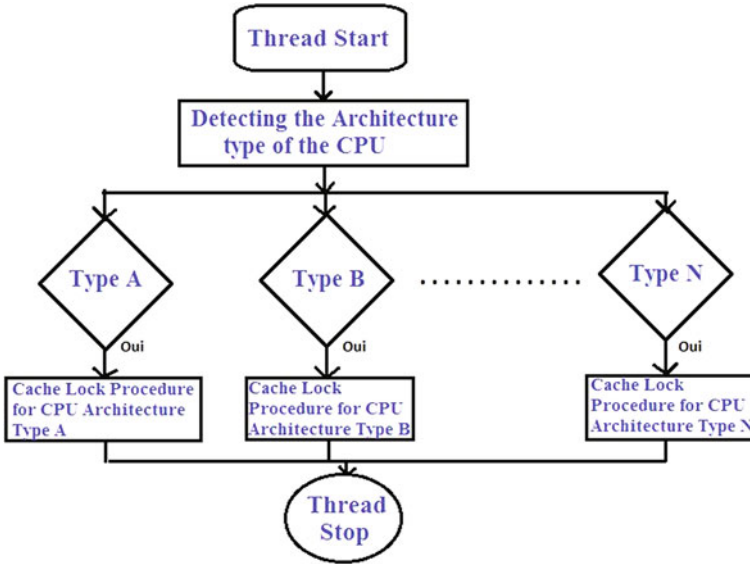 Thread Start
Detecting the Architecture
type of the CPU
Type A
Type B
Type N
Oui
Oui
Oui
Cache Lock Procedure
for CPU Architecture
Type A
Cache Lock
Procedure for CPU
Architecture Type B
Cache Lock
Procedure for CPU
Architecture Type N
Thread
Stop